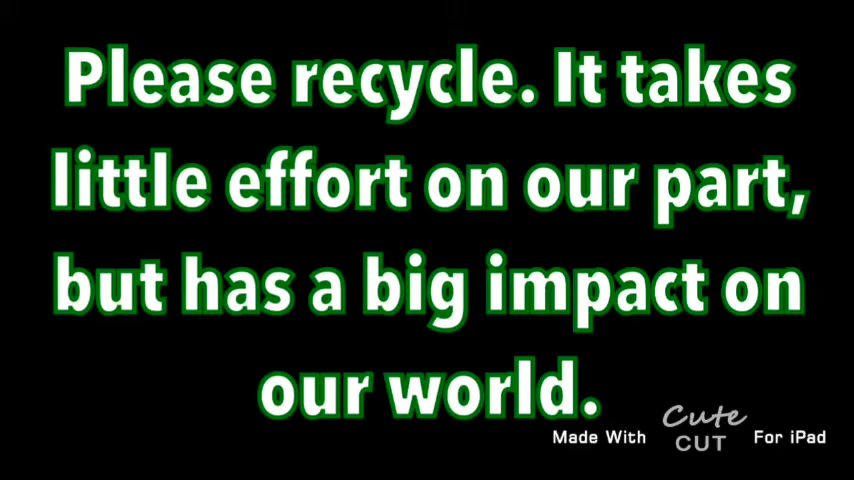 Please recycle. It takes
little effort on our part,
but has a big impact on
our world.
Made With Cute CUT For iPad